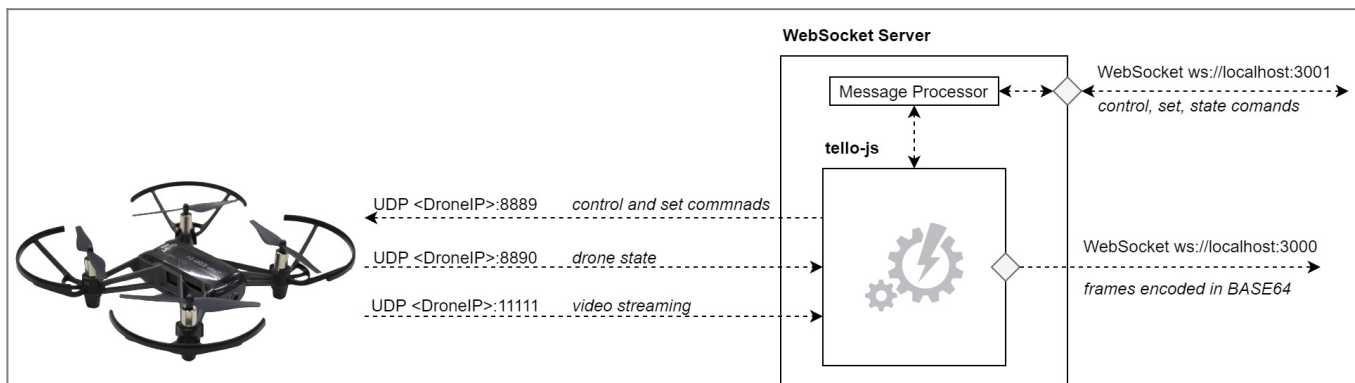 WebSocket Server
WebSocket ws://localhost:3001
Message Processor
control, set, state comands
tello-js
UDP <DroneIP>:8889 control and set commnads
UDP <DroneIP>:8890 drone state
WebSocket ws://localhost:3000
UDP <DroneIP>:11111 video streaming
frames encoded in BASE64